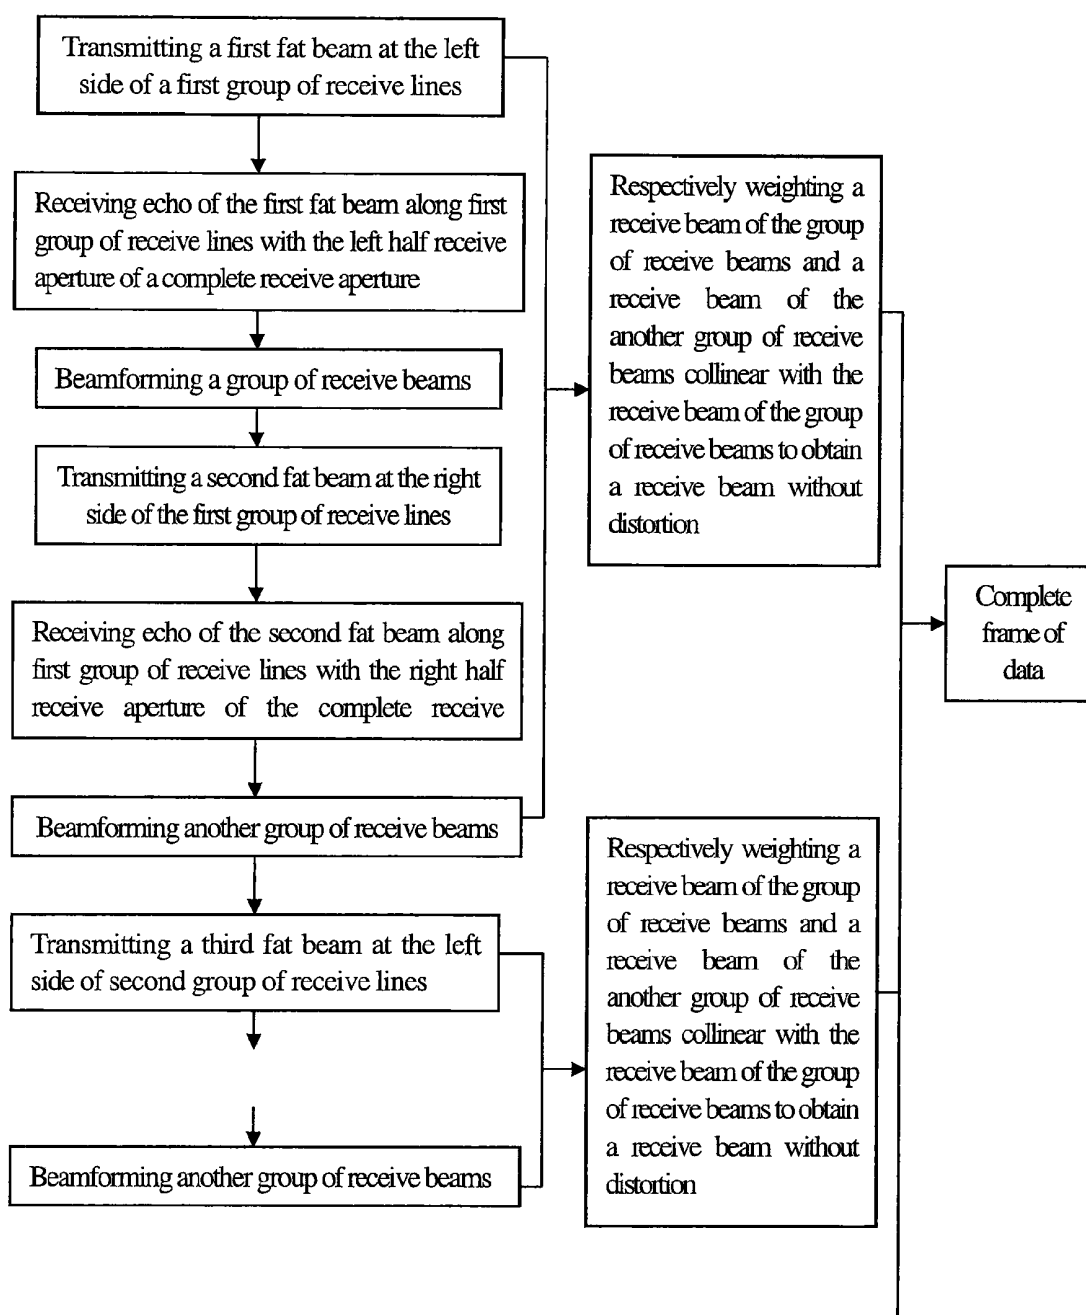 Transmitting a first fat beam at the left
side of a first group of receive lines
Receiving echo of the first fat beam along first
group of receive lines with the left half receive
aperture of a complete receive aperture
Beamforming a group of receive beams
Transmitting a second fat beam at the right
side of the first group of receive lines
Receiving echo of the second fat beam along
first group of receive lines with the right half
receive aperture of the complete receive
Beamforming another group of receive beams
Transmitting a third fat beam at the left
side of second group of receive lines
Beamforming another group of receive beams
Respectively weighting a
receive beam of the group
of receive beams and a
receive beam of the
another group of receive
beams collinear with the
receive beam of the group
of receive beams to obtain
a receive beam without
distortion
Respectively weighting a
receive beam of the group
of receive beams and a
receive beam of the
another group of receive
beams collinear with the
receive beam of the group
of receive beams to obtain
a receive beam without
distortion
Complete
frame of
data